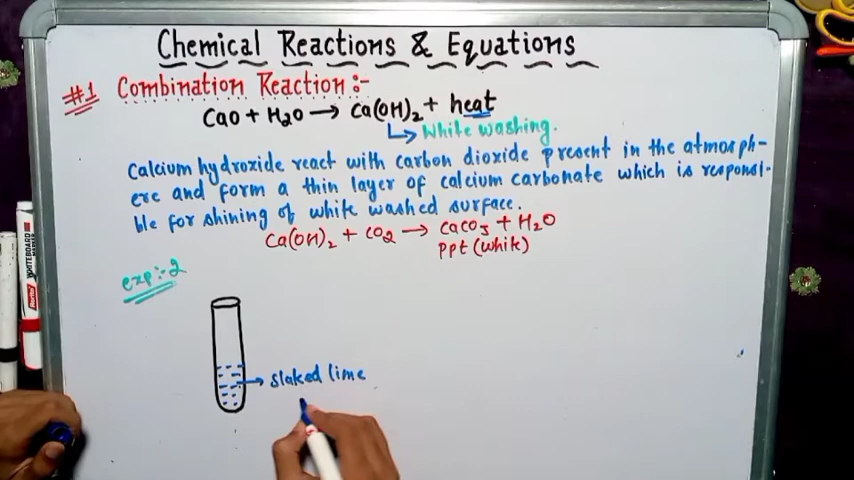 Chemical Reactions & Equations
#1 Combination Reaction :-
CaO + H₂O → Ca(OH)₂ + heat
↳ White washing.
Calcium hydroxide react with carbon dioxide present in the atmosph-
ere and form a thin layer of calcium carbonate which is responsi-
ble for shining of white washed surface.
Ca(OH)₂ + CO₂ → CaCO₃ + H₂O
ppt (white)
exp:-2
→ slaked lime
WHITEBOARD